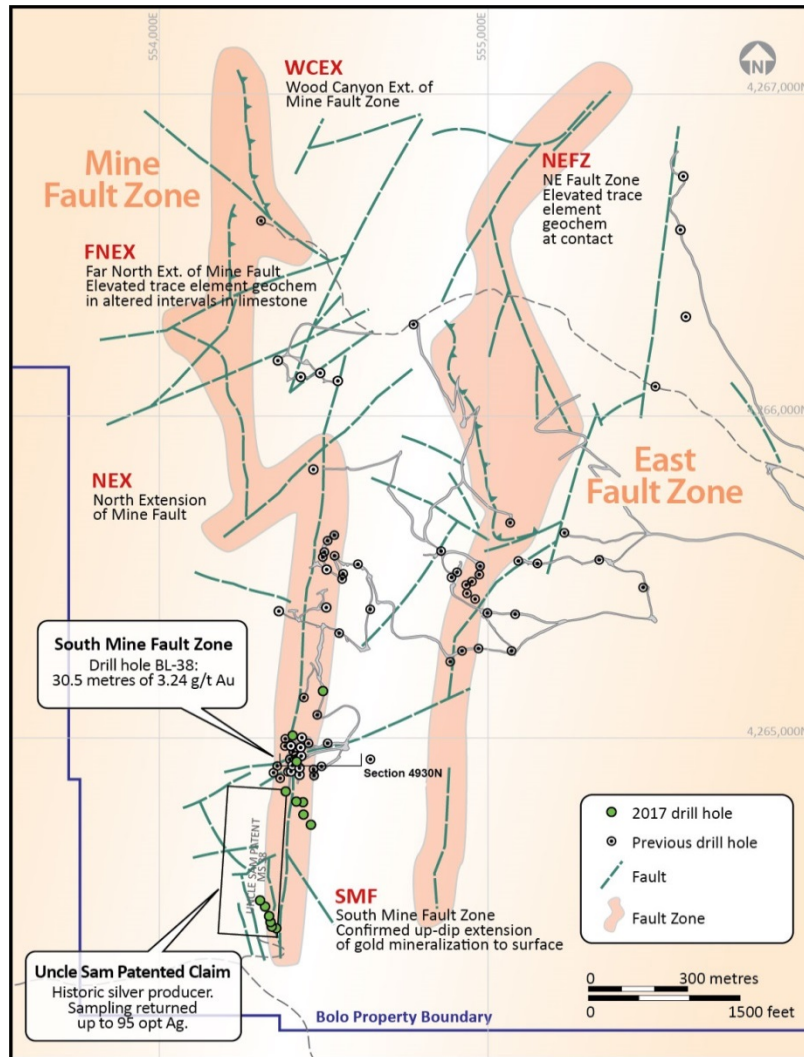 554,000E
555,000E
N
4,267,000N
WCEX
Wood Canyon Ext. of
Mine Fault Zone
Mine
Fault Zone
NEFZ
NE Fault Zone
Elevated trace
element
geochem
at contact
FNEX
Far North Ext. of Mine Fault
Elevated trace element geochem
in altered intervals in limestone
4,266,000N
NEX
North Extension
of Mine Fault
East
Fault Zone
South Mine Fault Zone
Drill hole BL-38:
30.5 metres of 3.24 g/t Au
4,265,000N
Section 4930N
UNCLE SAM PATENT
SMF
South Mine Fault Zone
Confirmed up-dip extension
of gold mineralization to surface
2017 drill hole
Previous drill hole
Fault
Fault Zone
Uncle Sam Patented Claim
Historic silver producer.
Sampling returned
up to 95 opt Ag.
0 300 metres
0 1500 feet
Bolo Property Boundary